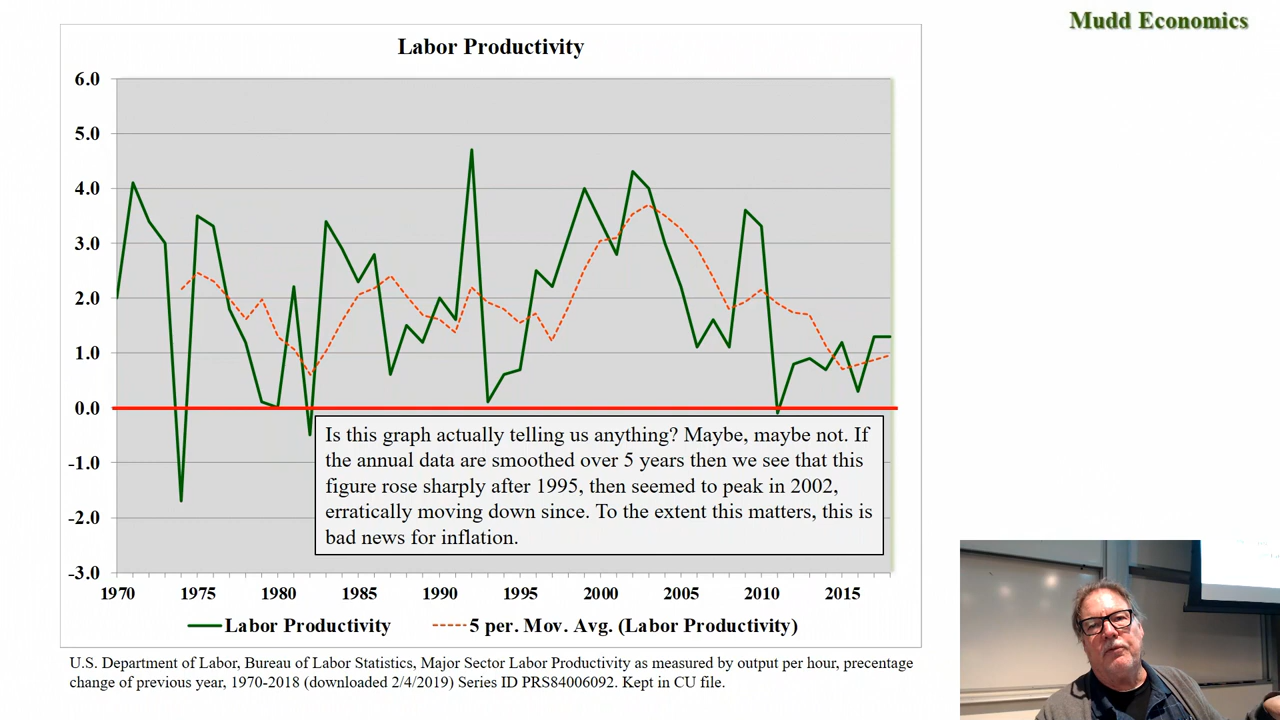 Mudd Economics
Labor Productivity
6.0
5.0
4.0
3.0
2.0
1.0
0.0
-1.0
-2.0
-3.0
Is this graph actually telling us anything? Maybe, maybe not. If
the annual data are smoothed over 5 years then we see that this
figure rose sharply after 1995, then seemed to peak in 2002,
erratically moving down since. To the extent this matters, this is
bad news for inflation.
1970 1975 1980 1985 1990 1995 2000 2005 2010 2015
Labor Productivity 5 per. Mov. Avg. (Labor Productivity)
U.S. Department of Labor, Bureau of Labor Statistics, Major Sector Labor Productivity as measured by output per hour, precentage
change of previous year, 1970-2018 (downloaded 2/4/2019) Series ID PRS84006092. Kept in CU file.